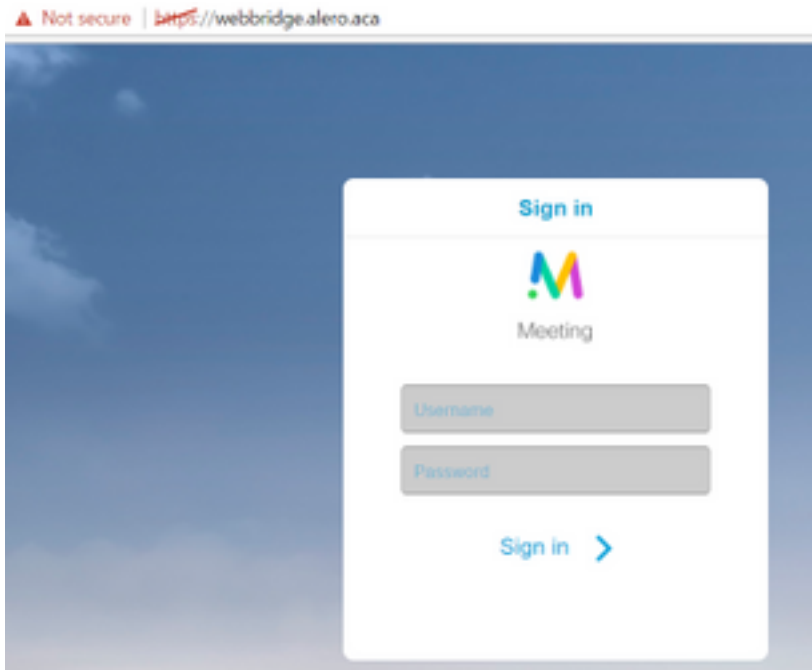 Not secure | https://webbridge.alero.aca
Sign in
Meeting
Username
Password
Sign in